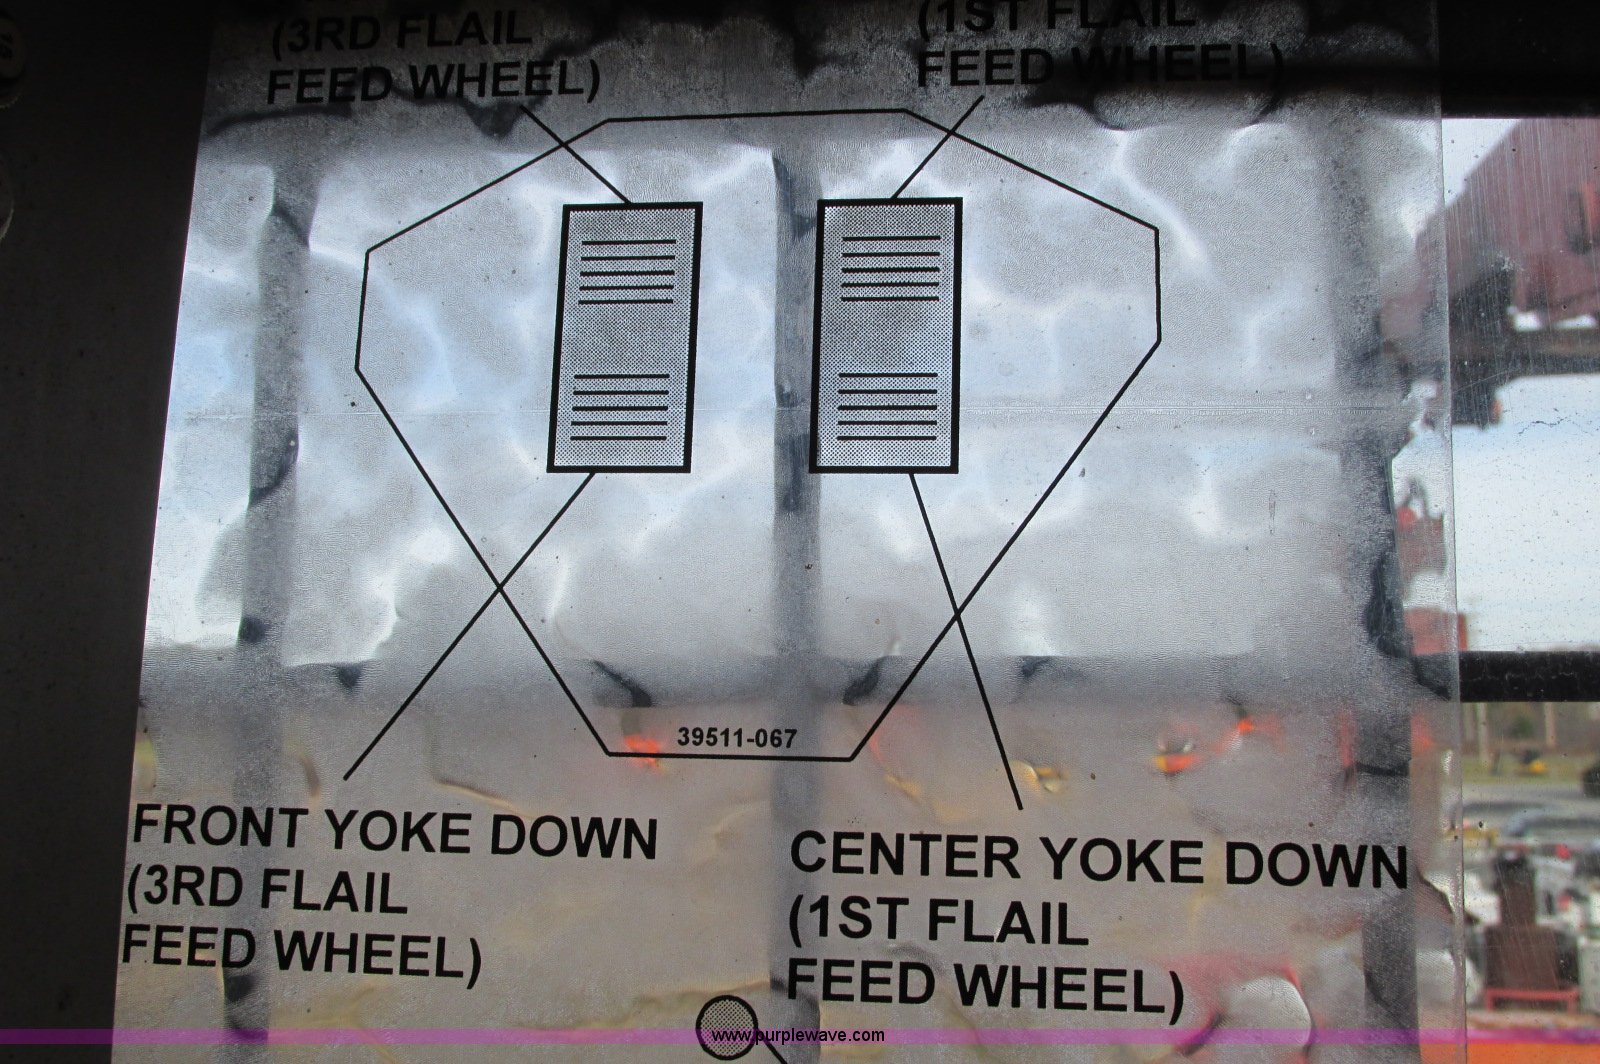 (3RD FLAIL
FEED WHEEL)
(1ST FLAIL
FEED WHEEL)
39511-067
FRONT YOKE DOWN
(3RD FLAIL
FEED WHEEL)
CENTER YOKE DOWN
(1ST FLAIL
FEED WHEEL)
www.purplewave.com